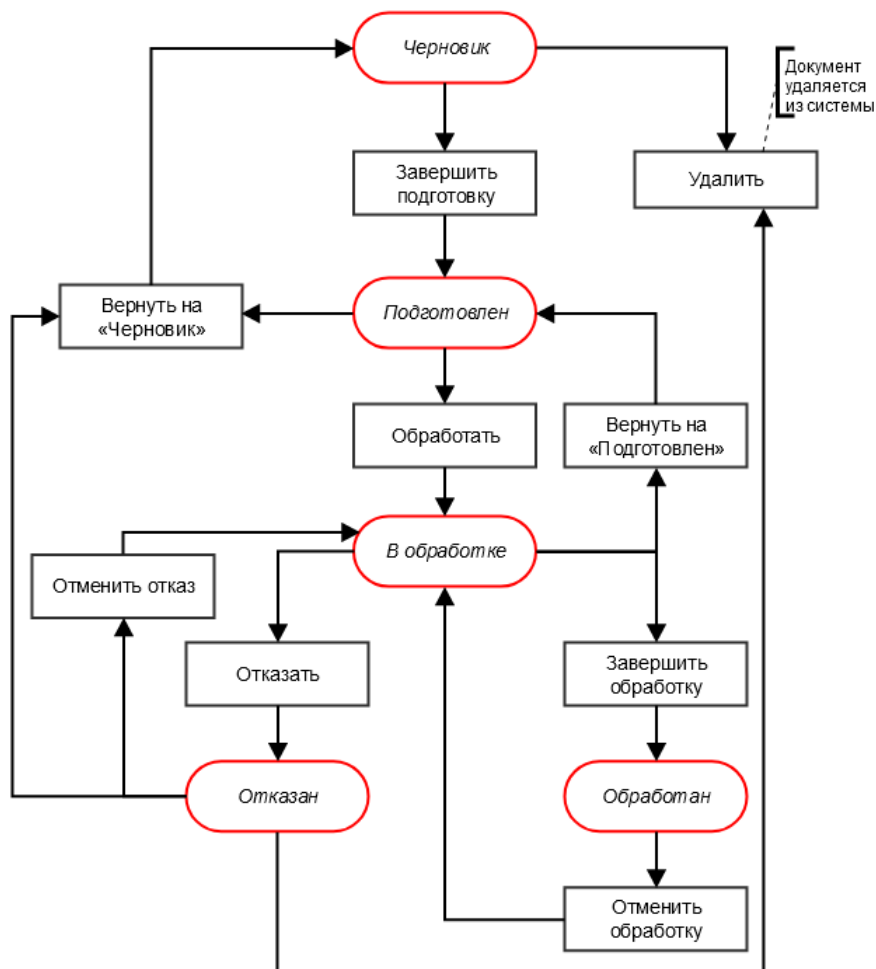 Черновик
Документ
удаляется
из системы
Завершить
подготовку
Удалить
Вернуть на
«Черновик»
Подготовлен
Обработать
Вернуть на
«Подготовлен»
В обработке
Отменить отказ
Отказать
Завершить
обработку
Отказан
Обработан
Отменить
обработку